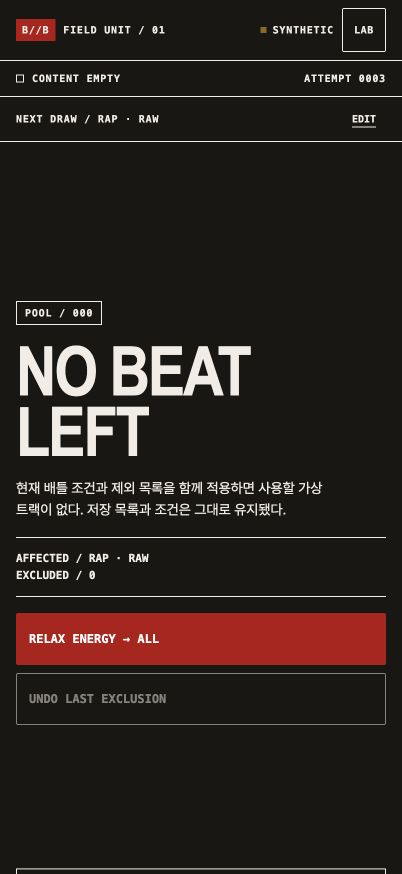 B//B FIELD UNIT / 01 SYNTHETIC LAB
CONTENT EMPTY ATTEMPT 0003
NEXT DRAW / RAP · RAW EDIT
POOL / 000
NO BEAT
LEFT
현재 배틀 조건과 제외 목록을 함께 적용하면 사용할 가상
트랙이 없다. 저장 목록과 조건은 그대로 유지됐다.
AFFECTED / RAP · RAW
EXCLUDED / 0
RELAX ENERGY → ALL
UNDO LAST EXCLUSION